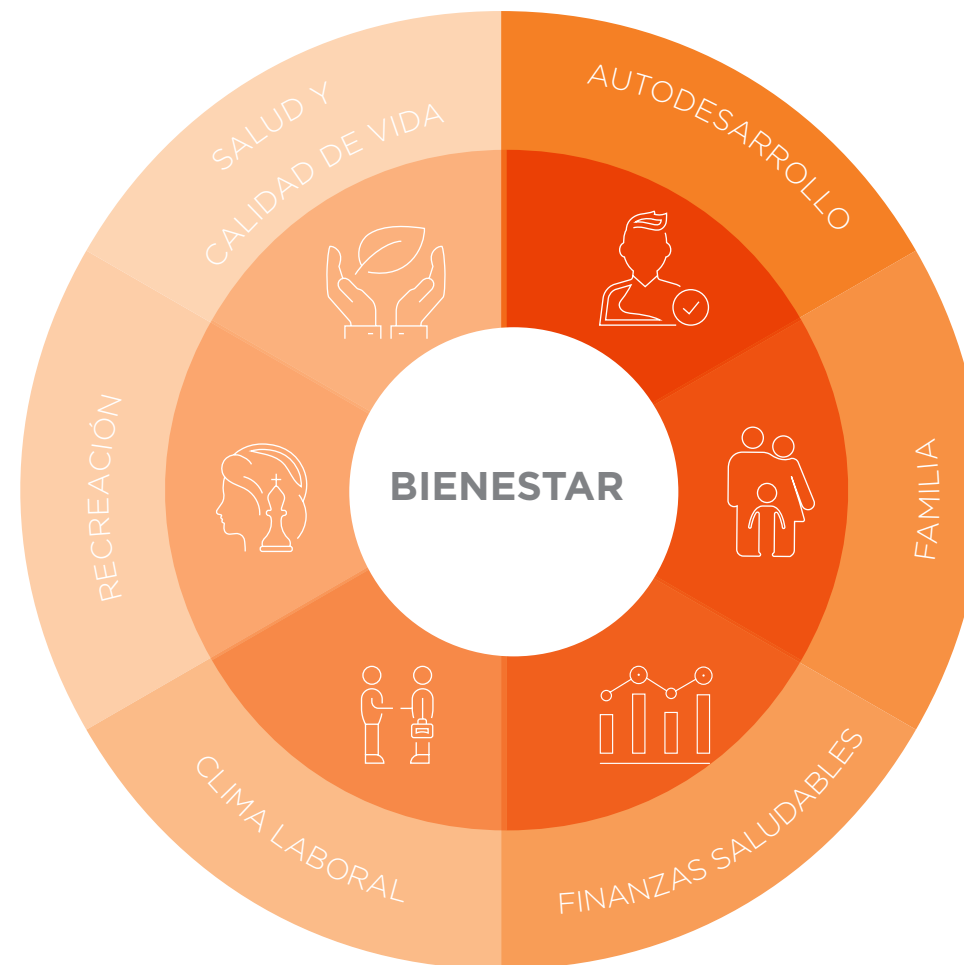 SALUD Y
CALIDAD DE VIDA
AUTODESARROLLO
RECREACIÓN
BIENESTAR
FAMILIA
CLIMA LABORAL
FINANZAS SALUDABLES